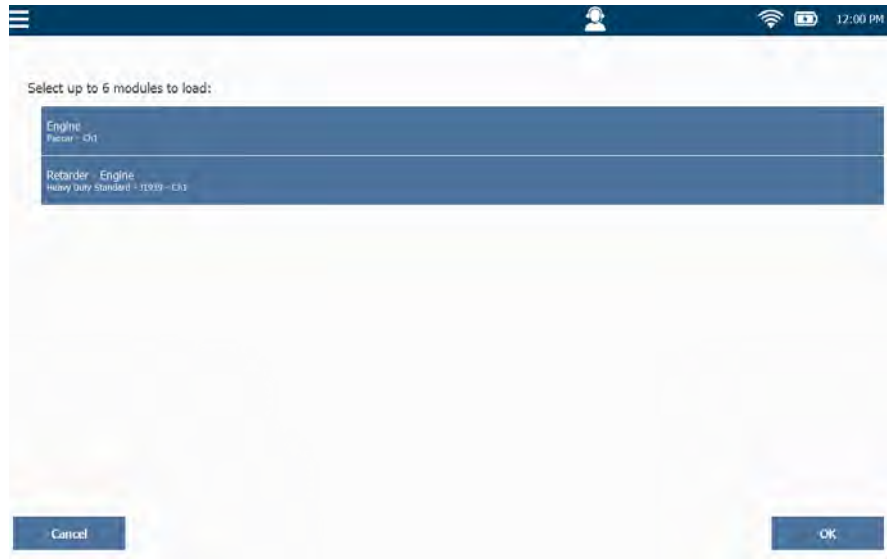 12:00 PM
Select up to 6 modules to load:
Engine
Paccar - Ch1
Retarder - Engine
Heavy Duty Standard - J1939 - Ch1
Cancel
OK